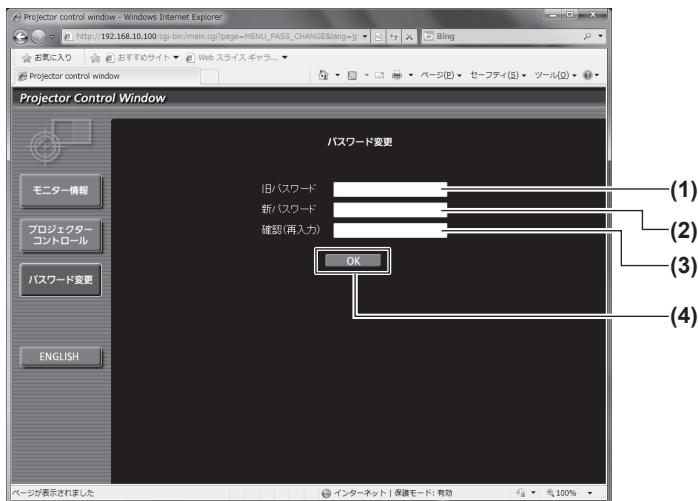 Projector control window - Windows Internet Explorer
http://192.168.10.100/cgi-bin/main.cgi?page=MENU_PASS_CHANGE&lang=
Bing
お気に入り おすすめサイト Web スライス ギャラ...
Projector control window
ページ(P) セーフティ(S) ツール(O)
Projector Control Window
パスワード変更
旧パスワード
(1)
モニター情報
新パスワード
(2)
確認(再入力)
(3)
プロジェクター
コントロール
OK
パスワード変更
(4)
ENGLISH
ページが表示されました
インターネット | 保護モード: 有効
100%